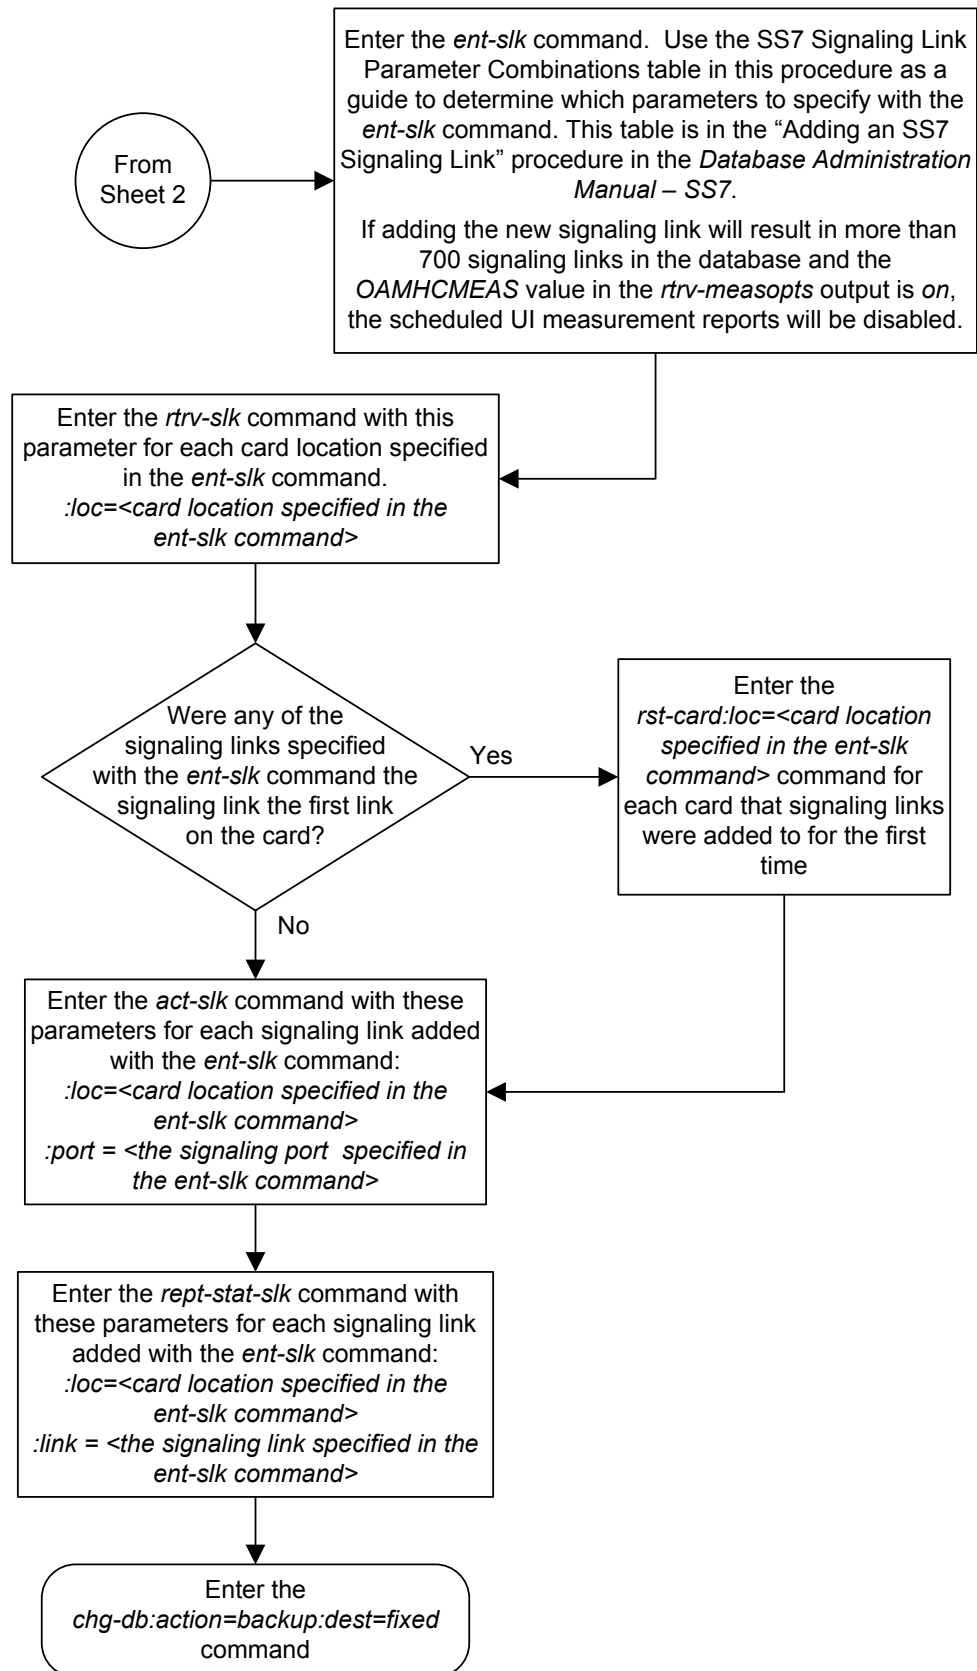 From
Sheet 2
Enter the ent-slk command.  Use the SS7 Signaling Link
Parameter Combinations table in this procedure as a
guide to determine which parameters to specify with the
ent-slk command. This table is in the “Adding an SS7
Signaling Link” procedure in the Database Administration
Manual – SS7.
If adding the new signaling link will result in more than
700 signaling links in the database and the
OAMHCMEAS value in the rtrv-measopts output is on,
the scheduled UI measurement reports will be disabled.
Enter the rtrv-slk command with this
parameter for each card location specified
in the ent-slk command.
:loc=<card location specified in the
ent-slk command>
Were any of the
signaling links specified
with the ent-slk command the
signaling link the first link
on the card?
Yes
Enter the
rst-card:loc=<card location
specified in the ent-slk
command> command for
each card that signaling links
were added to for the first
time
No
Enter the act-slk command with these
parameters for each signaling link added
with the ent-slk command:
:loc=<card location specified in the
ent-slk command>
:port = <the signaling port  specified in
the ent-slk command>
Enter the rept-stat-slk command with
these parameters for each signaling link
added with the ent-slk command:
:loc=<card location specified in the
ent-slk command>
:link = <the signaling link specified in the
ent-slk command>
Enter the
chg-db:action=backup:dest=fixed
command